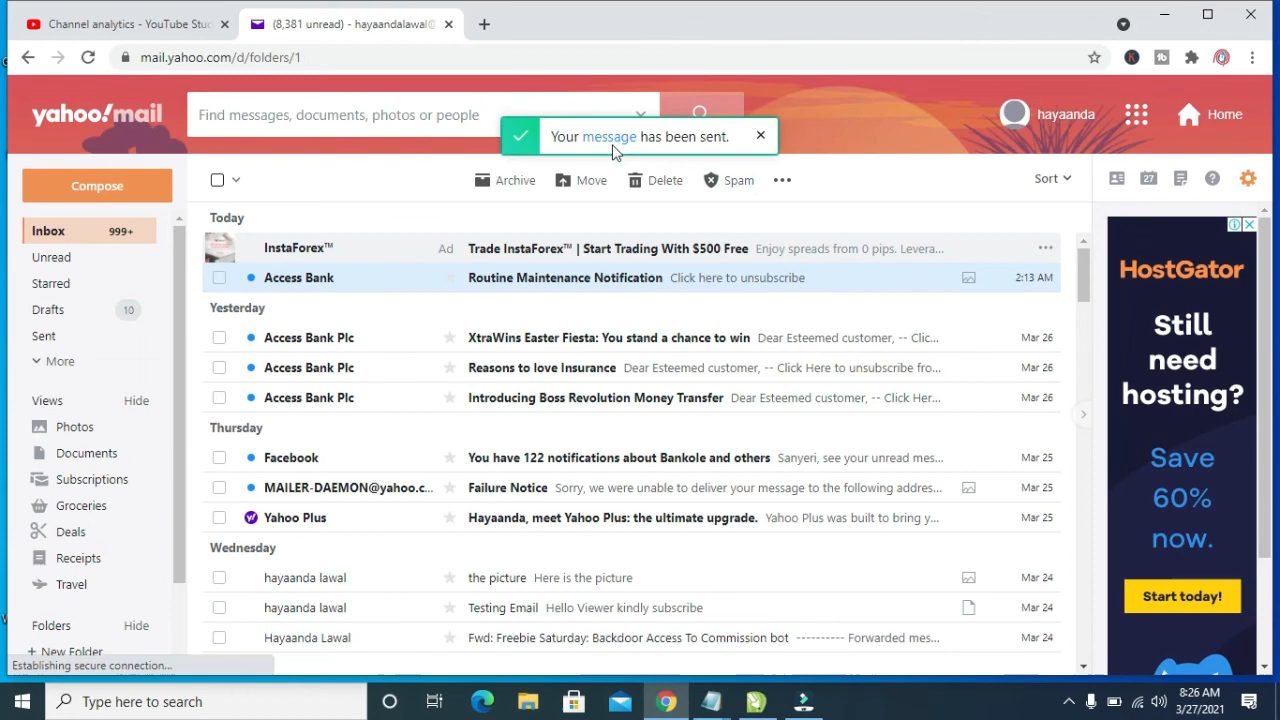 Channel analytics - YouTube Stu
(8,381 unread) - hayaandalawal@
mail.yahoo.com/d/folders/1
yahoo!mail
Find messages, documents, photos or people
hayaanda
Home
Your message has been sent.
Compose
Archive
Move
Delete
Spam
Sort
27
Inbox 999+
Unread
Starred
Drafts 10
Sent
More
Views Hide
Photos
Documents
Subscriptions
Groceries
Deals
Receipts
Travel
Folders Hide
+ New Folder
Today
InstaForex™ Ad Trade InstaForex™ | Start Trading With $500 Free Enjoy spreads from 0 pips. Levera...
Access Bank Routine Maintenance Notification Click here to unsubscribe 2:13 AM
Yesterday
Access Bank Plc XtraWins Easter Fiesta: You stand a chance to win Dear Esteemed customer, -- Clic... Mar 26
Access Bank Plc Reasons to love Insurance Dear Esteemed customer, -- Click Here to unsubscribe fro... Mar 26
Access Bank Plc Introducing Boss Revolution Money Transfer Dear Esteemed customer, -- Click Her... Mar 26
Thursday
Facebook You have 122 notifications about Bankole and others Sanyeri, see your unread mes... Mar 25
MAILER-DAEMON@yahoo.c... Failure Notice Sorry, we were unable to deliver your message to the following addres... Mar 25
Yahoo Plus Hayaanda, meet Yahoo Plus: the ultimate upgrade. Yahoo Plus was built to bring y... Mar 25
Wednesday
hayaanda lawal the picture Here is the picture Mar 24
hayaanda lawal Testing Email Hello Viewer kindly subscribe Mar 24
Hayaanda Lawal Fwd: Freebie Saturday: Backdoor Access To Commission bot ---------- Forwarded mes... Mar 24
HostGator
Still
need
hosting?
Save
60%
now.
Start today!
Establishing secure connection...
Type here to search
8:26 AM
3/27/2021